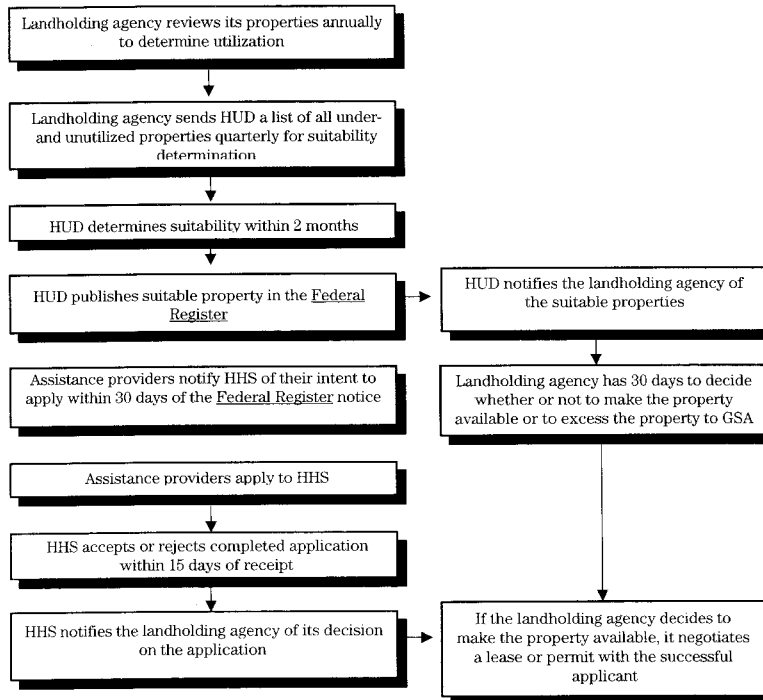 Landholding agency reviews its properties annually
to determine utilization
Landholding agency sends HUD a list of all under-
and unutilized properties quarterly for suitability
determination
HUD determines suitability within 2 months
HUD publishes suitable property in the Federal
Register
HUD notifies the landholding agency of
the suitable properties
Assistance providers notify HHS of their intent to
apply within 30 days of the Federal Register notice
Landholding agency has 30 days to decide
whether or not to make the property
available or to excess the property to GSA
Assistance providers apply to HHS
HHS accepts or rejects completed application
within 15 days of receipt
HHS notifies the landholding agency of its decision
on the application
If the landholding agency decides to
make the property available, it negotiates
a lease or permit with the successful
applicant